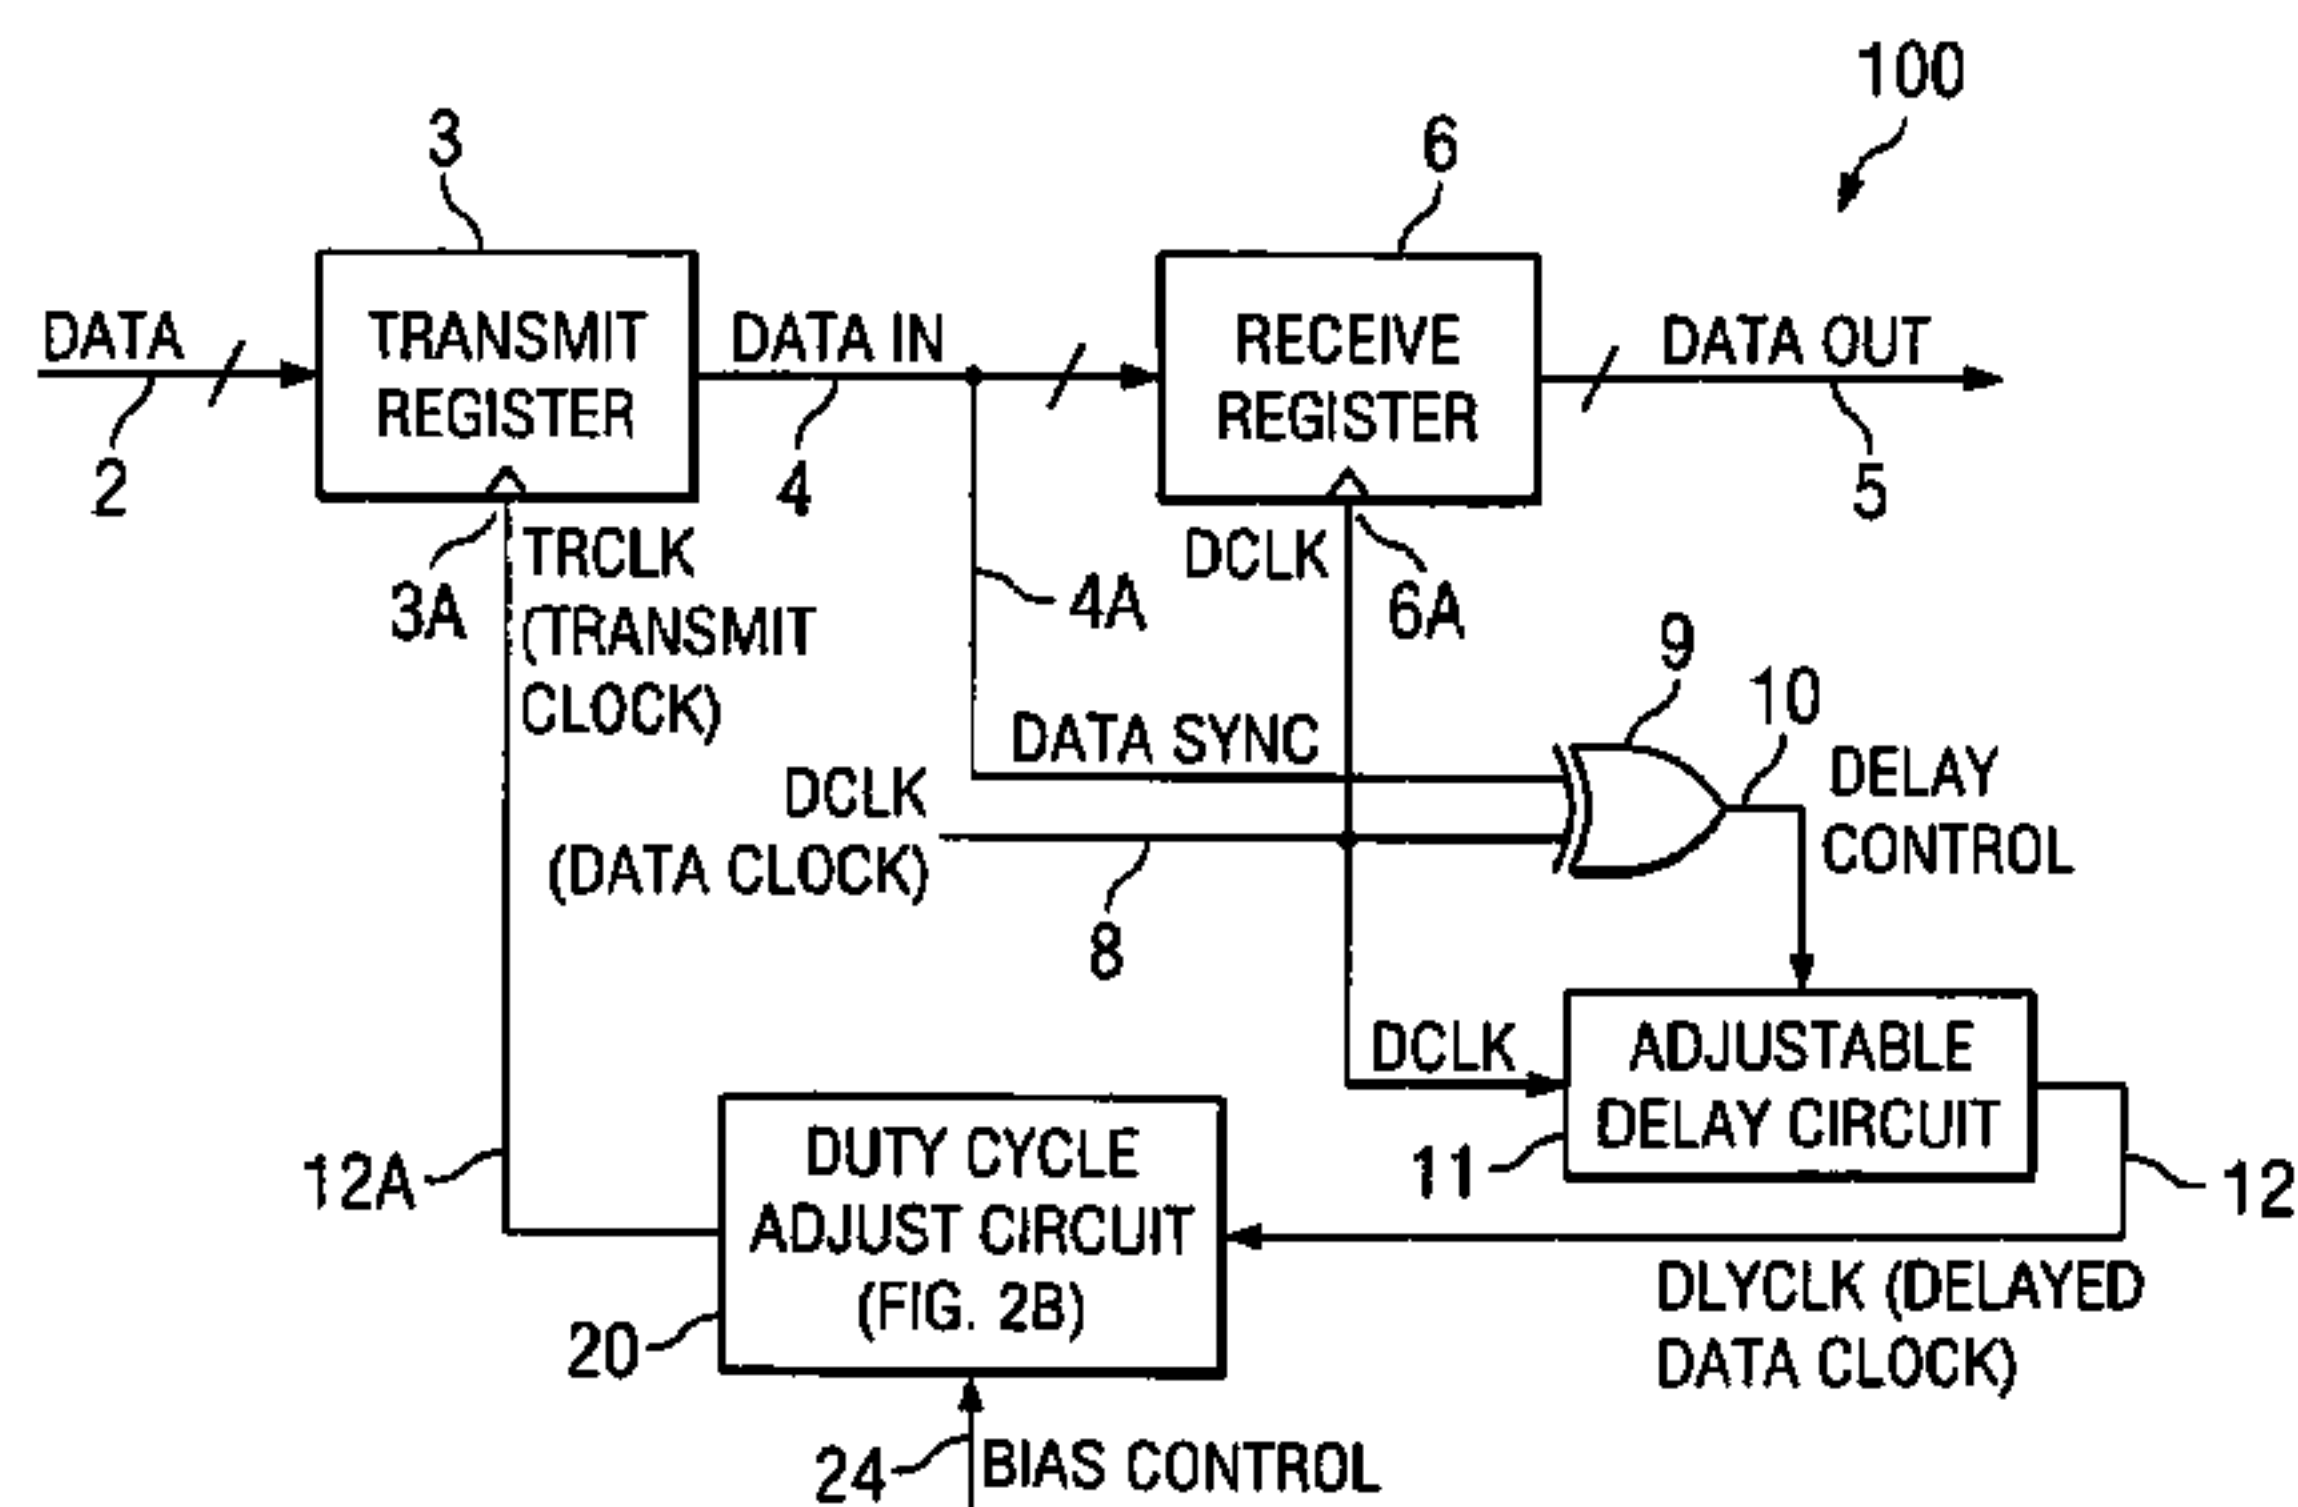 100
3
6
DATA
TRANSMIT
REGISTER
DATA IN
RECEIVE
REGISTER
DATA OUT
2
4
5
3A
TRCLK
(TRANSMIT
CLOCK)
4A
DCLK
6A
9
10
DATA SYNC
DCLK
(DATA CLOCK)
DELAY
CONTROL
8
DCLK
ADJUSTABLE
DELAY CIRCUIT
11
12
12A
DUTY CYCLE
ADJUST CIRCUIT
(FIG. 2B)
20
DLYCLK (DELAYED
DATA CLOCK)
24
BIAS CONTROL